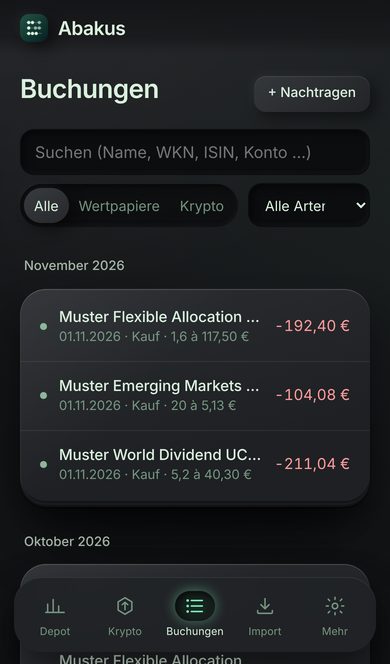 Abakus
Buchungen
+ Nachtragen
Suchen (Name, WKN, ISIN, Konto ...)
Alle Wertpapiere Krypto Alle Arter
November 2026
Muster Flexible Allocation ... -192,40 €
01.11.2026 · Kauf · 1,6 à 117,50 €
Muster Emerging Markets ... -104,08 €
01.11.2026 · Kauf · 20 à 5,13 €
Muster World Dividend UC... -211,04 €
01.11.2026 · Kauf · 5,2 à 40,30 €
Oktober 2026
Depot Krypto Buchungen Import Mehr
Muster Flexible Allocation